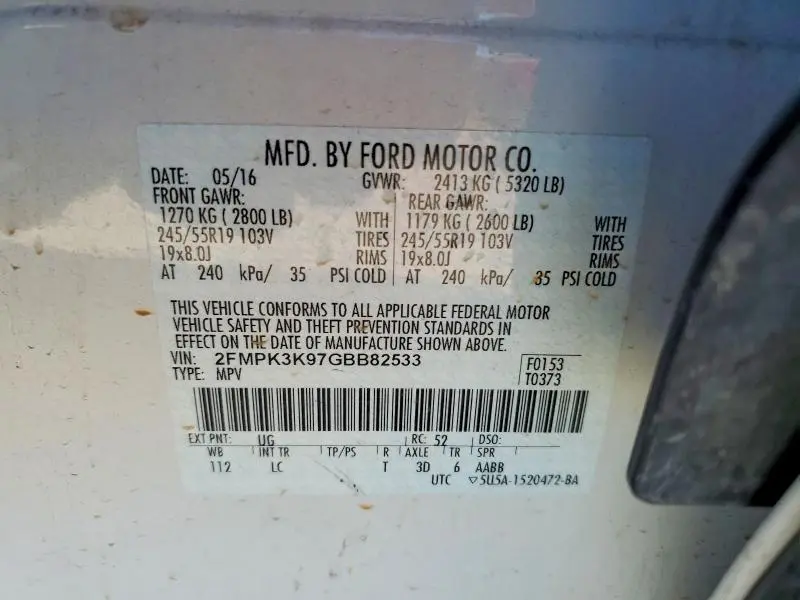 MFD. BY FORD MOTOR CO.
DATE: 05/16 GVWR: 2413 KG ( 5320 LB)
FRONT GAWR: REAR GAWR:
1270 KG ( 2800 LB) WITH 1179 KG ( 2600 LB) WITH
245/55R19 103V TIRES 245/55R19 103V TIRES
19x8.0J RIMS 19x8.0J RIMS
AT 240 kPa/ 35 PSI COLD AT 240 kPa/ 35 PSI COLD
THIS VEHICLE CONFORMS TO ALL APPLICABLE FEDERAL MOTOR
VEHICLE SAFETY AND THEFT PREVENTION STANDARDS IN
EFFECT ON THE DATE OF MANUFACTURE SHOWN ABOVE.
VIN: 2FMPK3K97GBB82533 F0153
TYPE: MPV T0373
EXT PNT: UG RC: 52 DSO:
WB INT TR TP/PS R AXLE TR SPR
112 LC T 3D 6 AABB
UTC ▽5U5A-1520472-BA